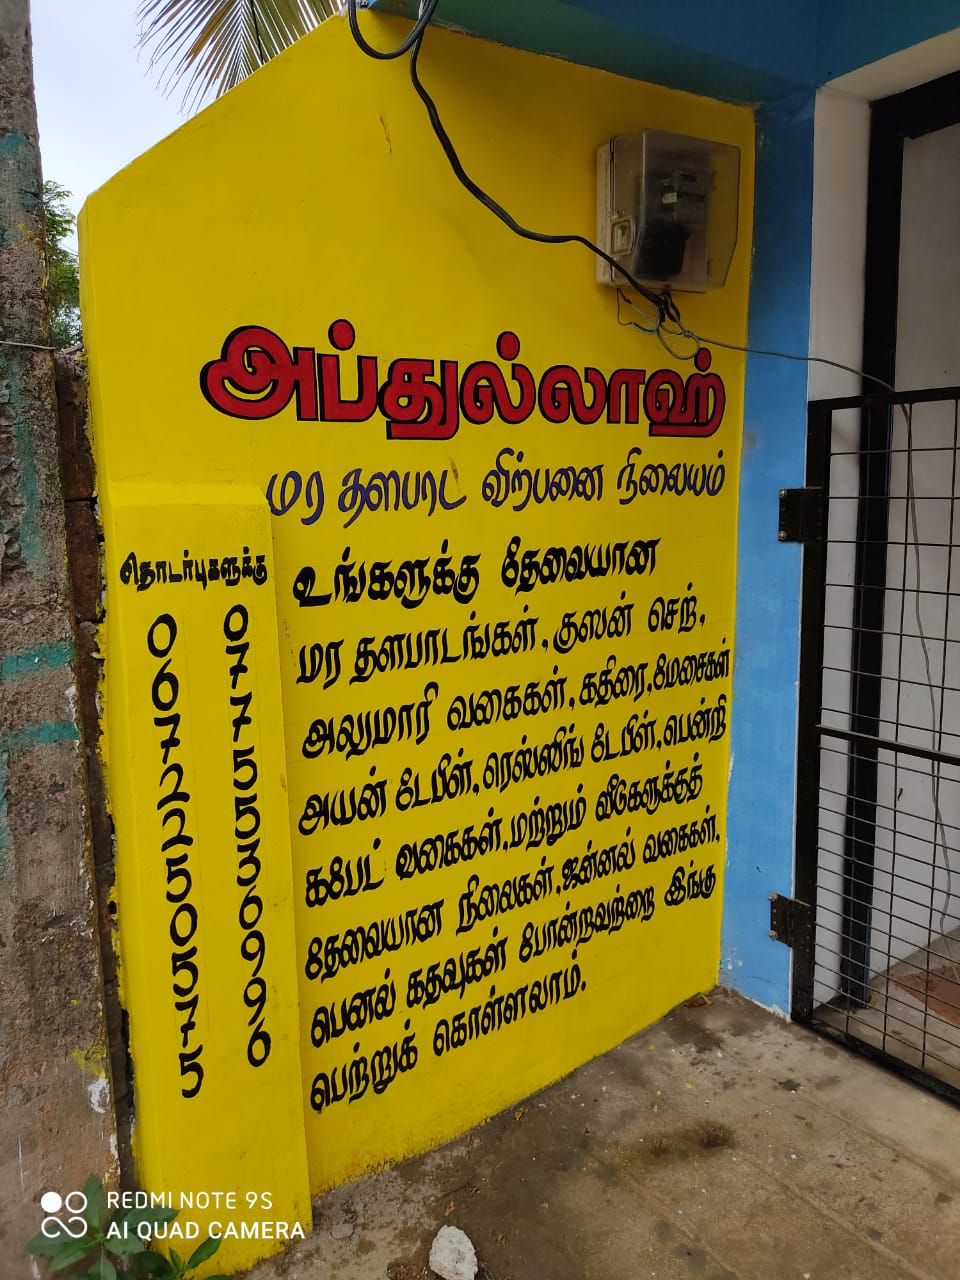 அப்துல்லாஹ்
மர தளபாட விற்பனை நிலையம்
தொடர்புகளுக்கு
0672250575
0775536996
உங்களுக்கு தேவையான
மர தளபாடங்கள், குஸன் செற்,
அலுமாரி வகைகள், கதிரை, மேசைகள்
அயன் டேபிள், ரெஸ்ஸிங் டேபிள், பென்றி
கபேட் வகைகள், மற்றும் வீடுகளுக்குத்
தேவையான நிலைகள், ஜன்னல் வகைகள்,
பெனல் கதவுகள் போன்றவற்றை இங்கு
பெற்றுக் கொள்ளலாம்.
REDMI NOTE 9S
AI QUAD CAMERA